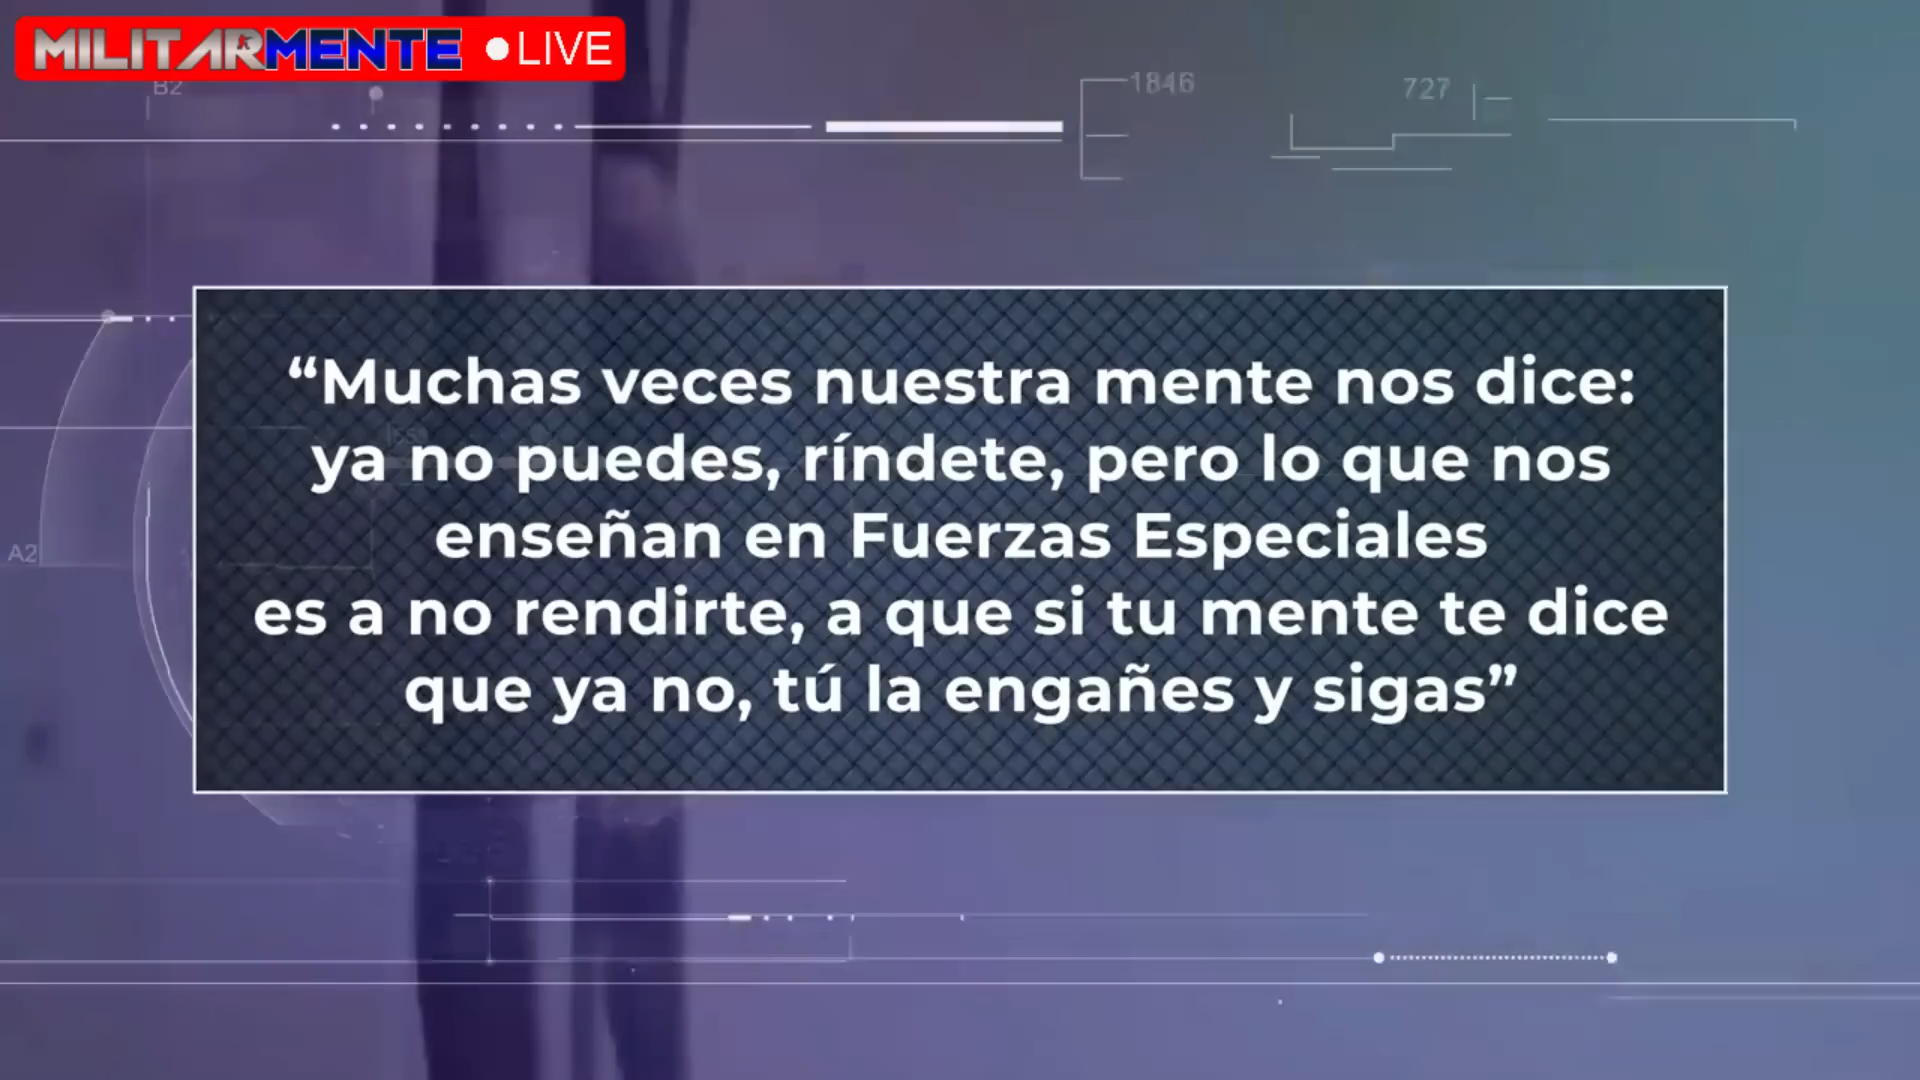 MILITARMENTE LIVE
B2
1846
727
“Muchas veces nuestra mente nos dice:
ya no puedes, ríndete, pero lo que nos
enseñan en Fuerzas Especiales
es a no rendirte, a que si tu mente te dice
que ya no, tú la engañes y sigas”
A2